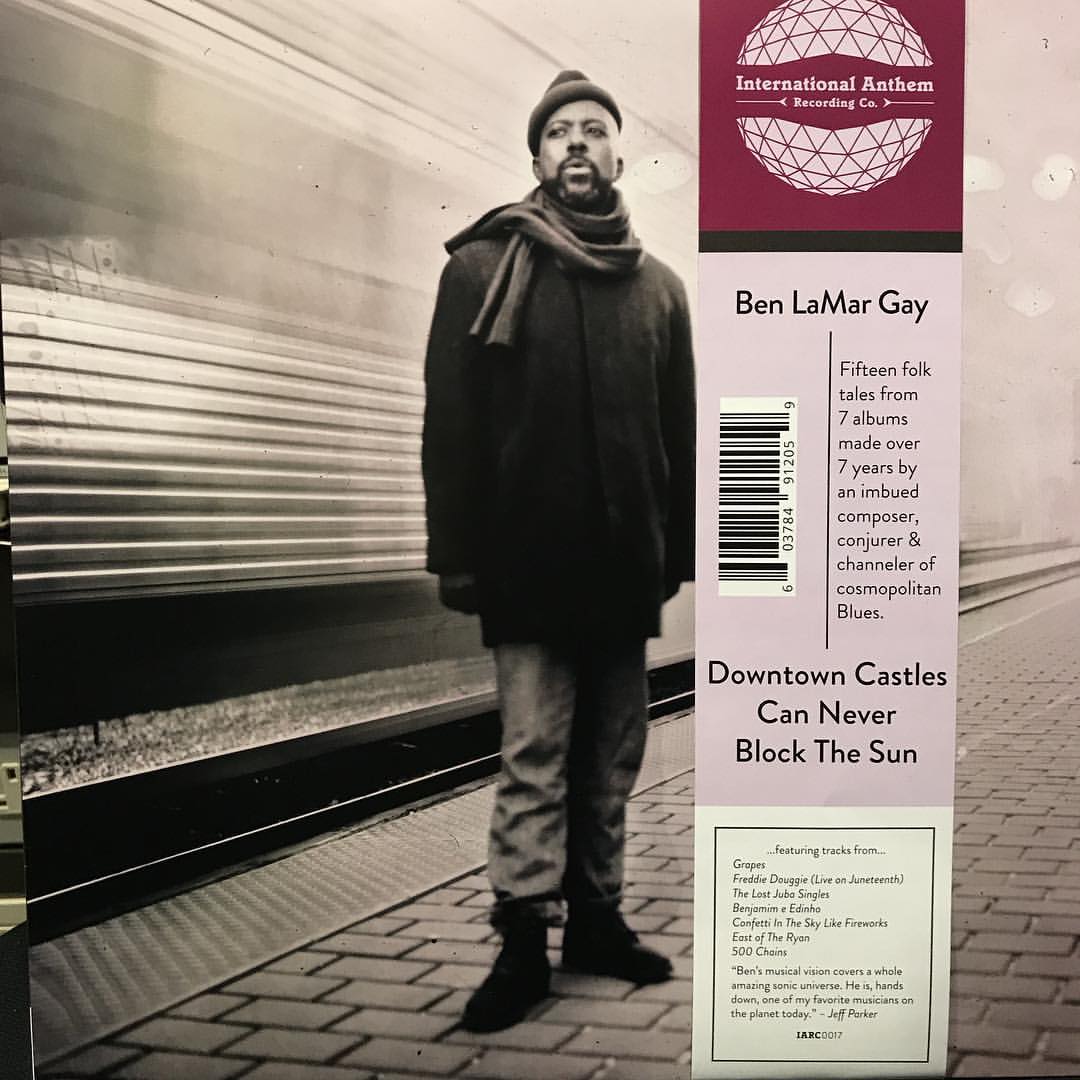 International Anthem
Recording Co.
Ben LaMar Gay
Fifteen folk
tales from
7 albums
made over
7 years by
an imbued
composer,
conjurer &
channeler of
cosmopolitan
Blues.
6 03784 91205 9
Downtown Castles
Can Never
Block The Sun
...featuring tracks from...
Grapes
Freddie Douggie (Live on Juneteenth)
The Lost Juba Singles
Benjamim e Edinho
Confetti In The Sky Like Fireworks
East of The Ryan
500 Chains
“Ben's musical vision covers a whole
amazing sonic universe. He is, hands
down, one of my favorite musicians on
the planet today.” – Jeff Parker
IARC0017